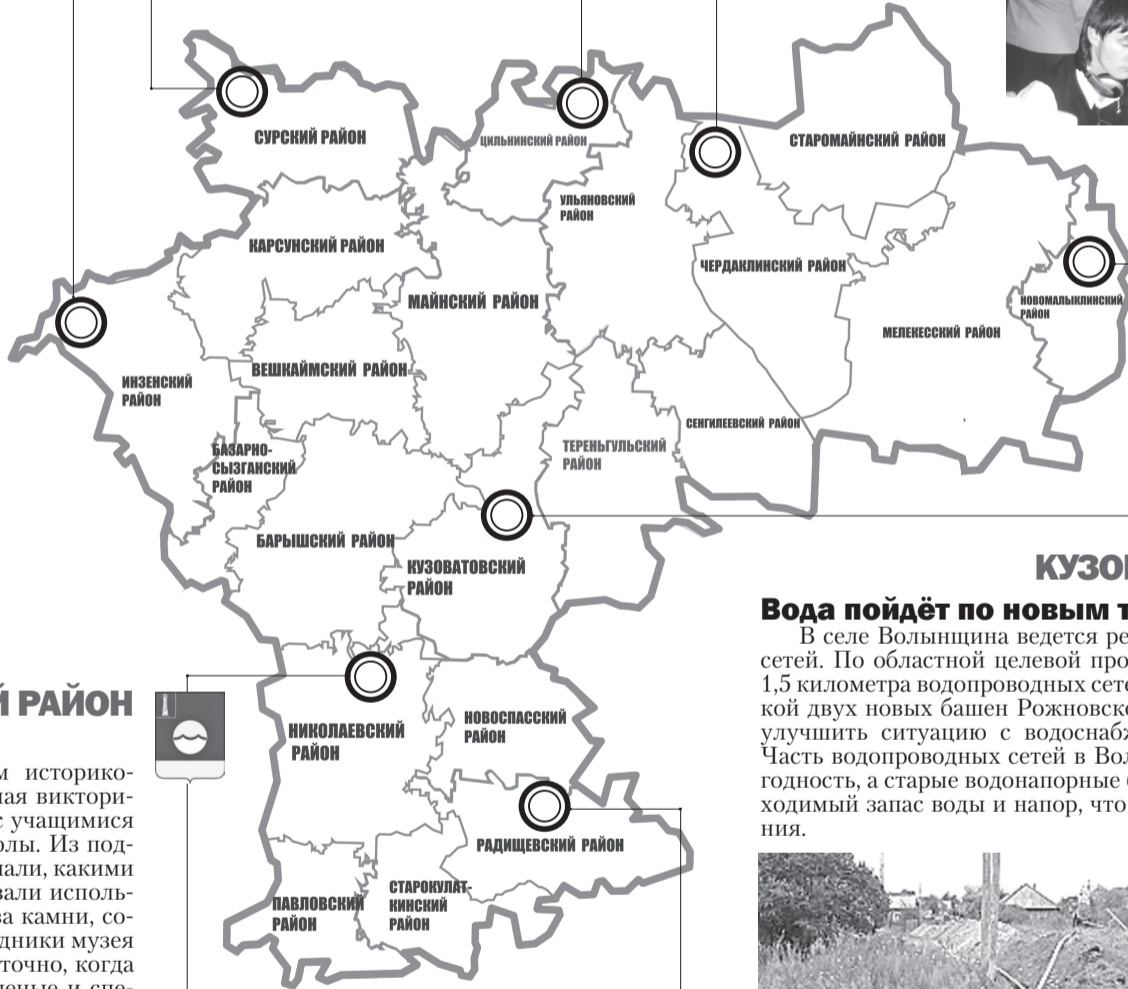 СУРСКИЙ РАЙОН
ЦИЛЬНИНСКИЙ РАЙОН
СТАРОМАЙНСКИЙ РАЙОН
УЛЬЯНОВСКИЙ
РАЙОН
КАРСУНСКИЙ РАЙОН
ЧЕРДАКЛИНСКИЙ РАЙОН
МАЙНСКИЙ РАЙОН
НОВОМАЛЫКЛИНСКИЙ
РАЙОН
МЕЛЕКЕССКИЙ РАЙОН
ИНЗЕНСКИЙ
РАЙОН
ВЕШКАЙМСКИЙ РАЙОН
СЕНГИЛЕЕВСКИЙ РАЙОН
БАЗАРНО-
СЫЗГАНСКИЙ
РАЙОН
ТЕРЕНЬГУЛЬСКИЙ
РАЙОН
БАРЫШСКИЙ РАЙОН
КУЗОВАТОВСКИЙ
РАЙОН
НИКОЛАЕВСКИЙ
РАЙОН
НОВОСПАССКИЙ
РАЙОН
РАДИЩЕВСКИЙ РАЙОН
ПАВЛОВСКИЙ
РАЙОН
СТАРОКУЛАТ-
КИНСКИЙ
РАЙОН
Й РАЙОН
м историко-
ная виктори-
с учащимися
олы. Из под-
нали, какими
вали исполь-
ва камни, со-
дники музея
точно, когда
еные и спе-
КУЗОВ
Вода пойдёт по новым т
В селе Волынщина ведется ре
сетей. По областной целевой про
1,5 километра водопроводных сете
кой двух новых башен Рожновско
улучшить ситуацию с водоснабж
Часть водопроводных сетей в Вол
годность, а старые водонапорные б
ходимый запас воды и напор, что
ния.